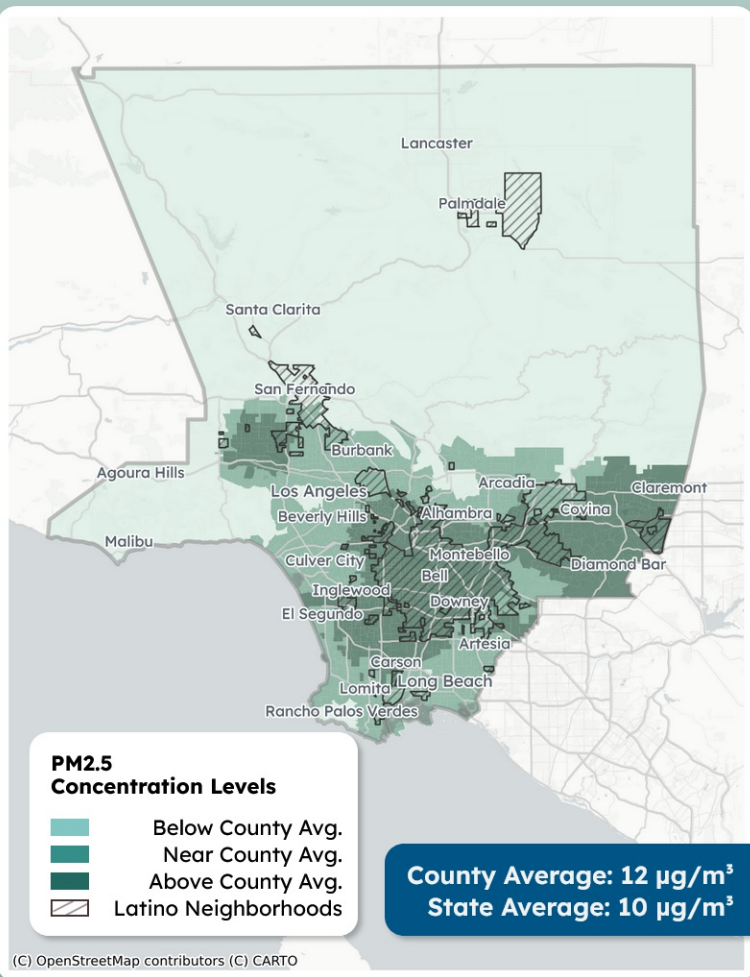 Lancaster
Palmdale
Santa Clarita
San Fernando
Burbank
Agoura Hills
Arcadia
Claremont
Los Angeles
Covina
Beverly Hills
Alhambra
Malibu
Montebello
Culver City
Diamond Bar
Bell
Inglewood
Downey
El Segundo
Artesia
Carson
Lomita
Long Beach
Rancho Palos Verdes
PM2.5
Concentration Levels
Below County Avg.
Near County Avg.
Above County Avg.
Latino Neighborhoods
County Average: 12 µg/m³
State Average: 10 µg/m³
(C) OpenStreetMap contributors (C) CARTO